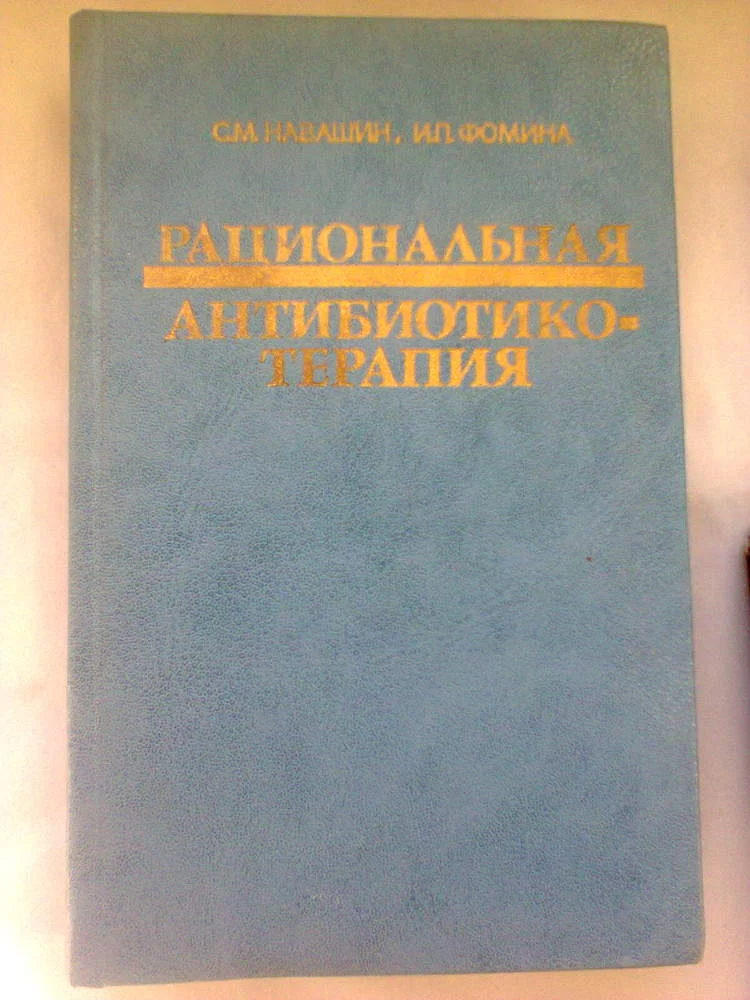 С.М. НАВАШИН, И.П. ФОМИНА
РАЦИОНАЛЬНАЯ
АНТИБИОТИКО-
ТЕРАПИЯ